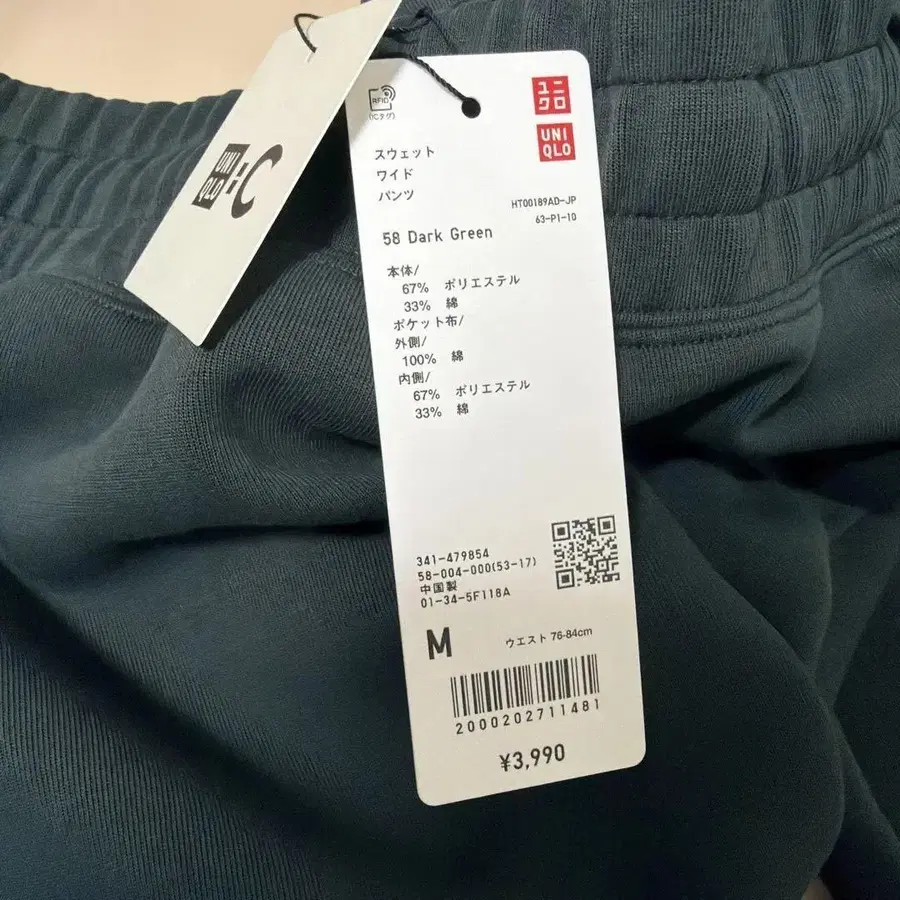 UNIQLO : C
RFID
(ICタグ)
ユニクロ
UNIQLO
スウェット
ワイド
パンツ
HT00189AD-JP
63-P1-10
58 Dark Green
本体/
67% ポリエステル
33% 綿
ポケット布/
外側/
100% 綿
内側/
67% ポリエステル
33% 綿
341-479854
58-004-000(53-17)
中国製
01-34-5F118A
M ウエスト 76-84cm
2000202711481
¥3,990